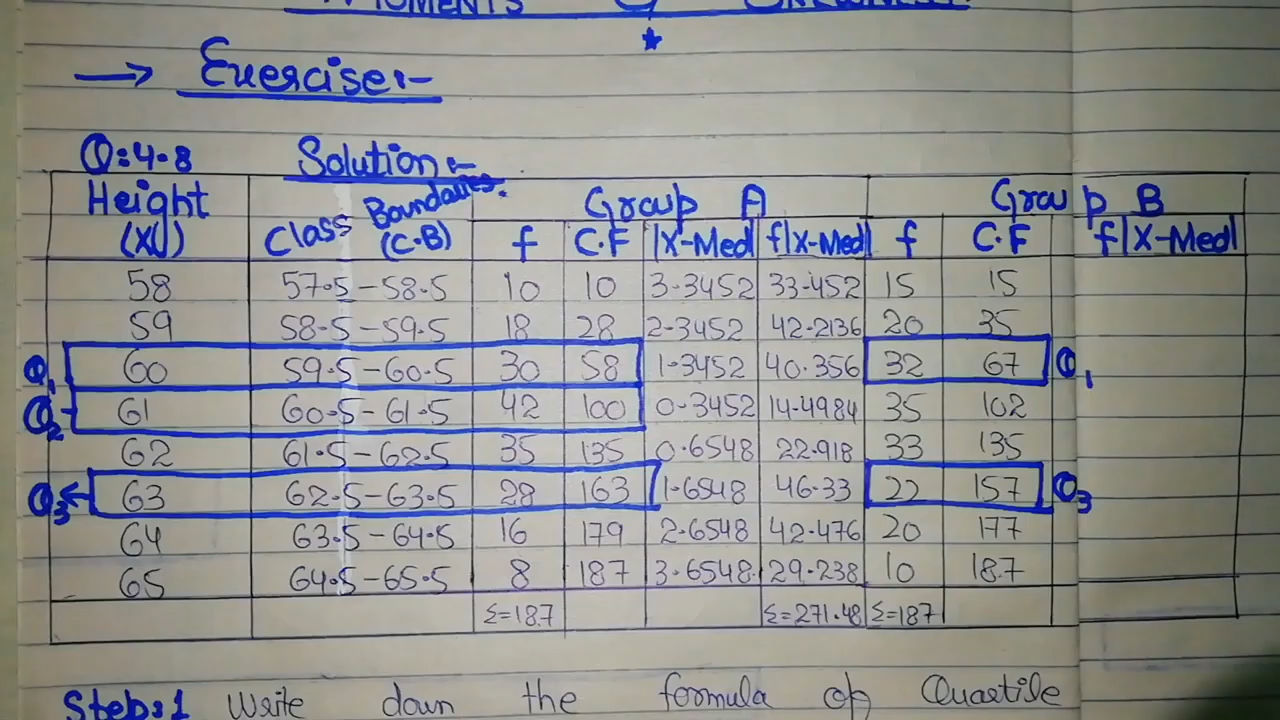 → Exercise:-
Q:4.8 Solution:-
Height (Xi) Class Boundaries (C.B) Group A Group B
f C.F |X-Med| f|X-Med| f C.F f|X-Med|
58 57.5-58.5 10 10 3.3452 33.452 15 15
59 58.5-59.5 18 28 2.3452 42.2136 20 35
Q1 60 59.5-60.5 30 58 1.3452 40.356 32 67 Q1
Q2 61 60.5-61.5 42 100 0.3452 14.4984 35 102
62 61.5-62.5 35 135 0.6548 22.918 33 135
Q3 63 62.5-63.5 28 163 1.6548 46.33 22 157 Q3
64 63.5-64.5 16 179 2.6548 42.476 20 177
65 64.5-65.5 8 187 3.6548 29.238 10 187
Σ=187 Σ=271.48 Σ=187
Step:1 Write down the formula of Quartile